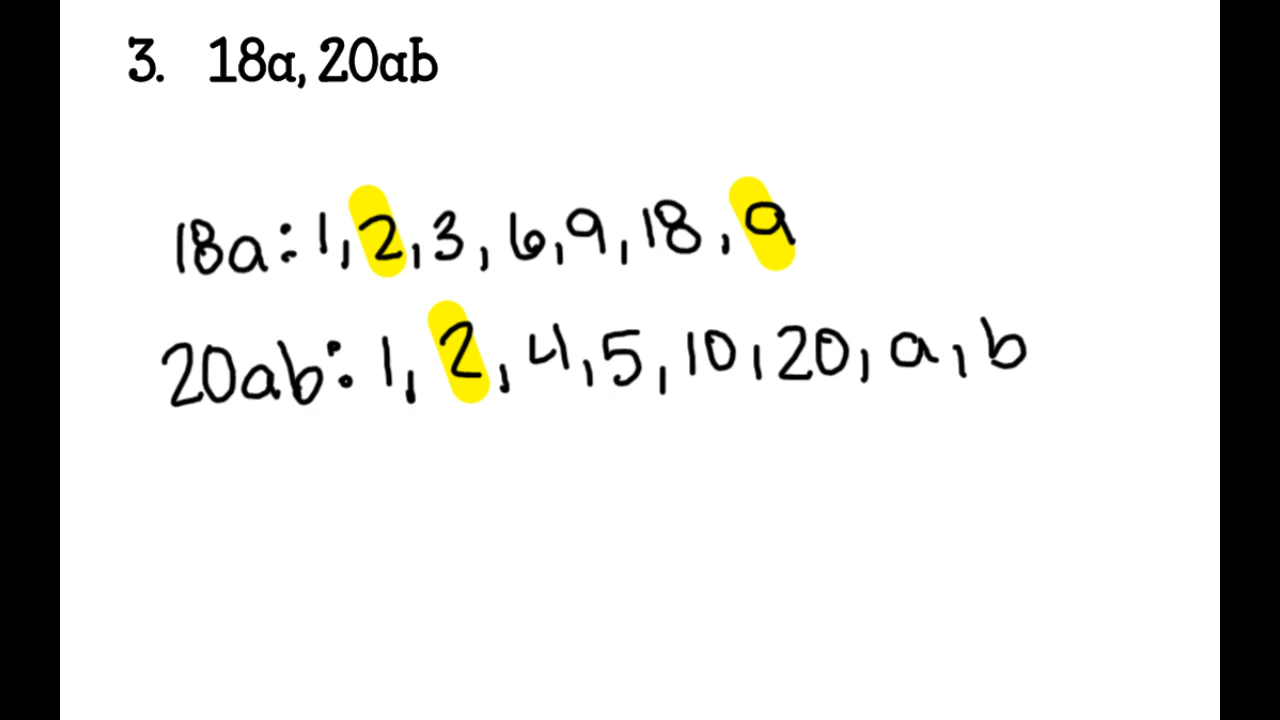 3. 18a, 20ab
18a: 1, 2, 3, 6, 9, 18, a
20ab: 1, 2, 4, 5, 10, 20, a, b